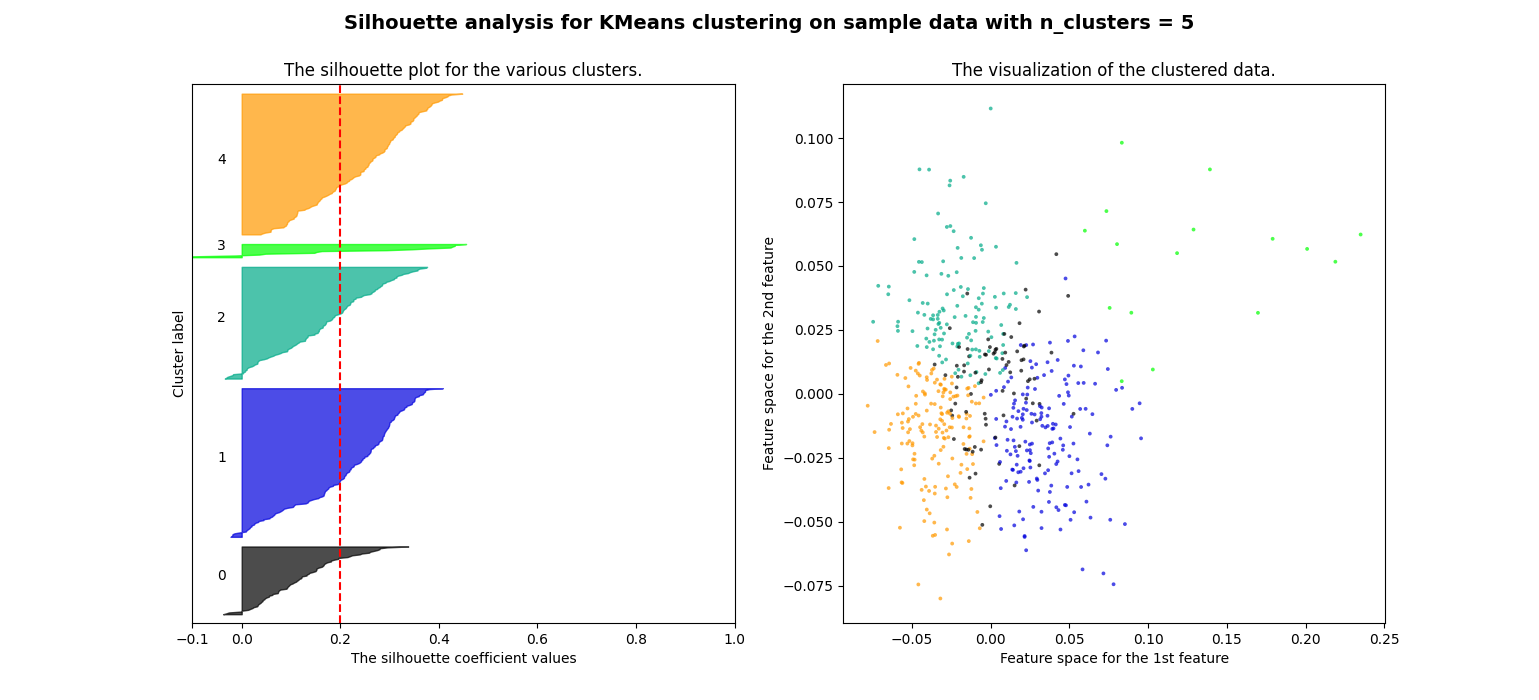 Silhouette analysis for KMeans clustering on sample data with n_clusters = 5
The silhouette plot for the various clusters.
Cluster label
4
3
2
1
0
−0.1 0.0 0.2 0.4 0.6 0.8 1.0
The silhouette coefficient values
The visualization of the clustered data.
Feature space for the 2nd feature
0.100
0.075
0.050
0.025
0.000
−0.025
−0.050
−0.075
−0.05 0.00 0.05 0.10 0.15 0.20 0.25
Feature space for the 1st feature